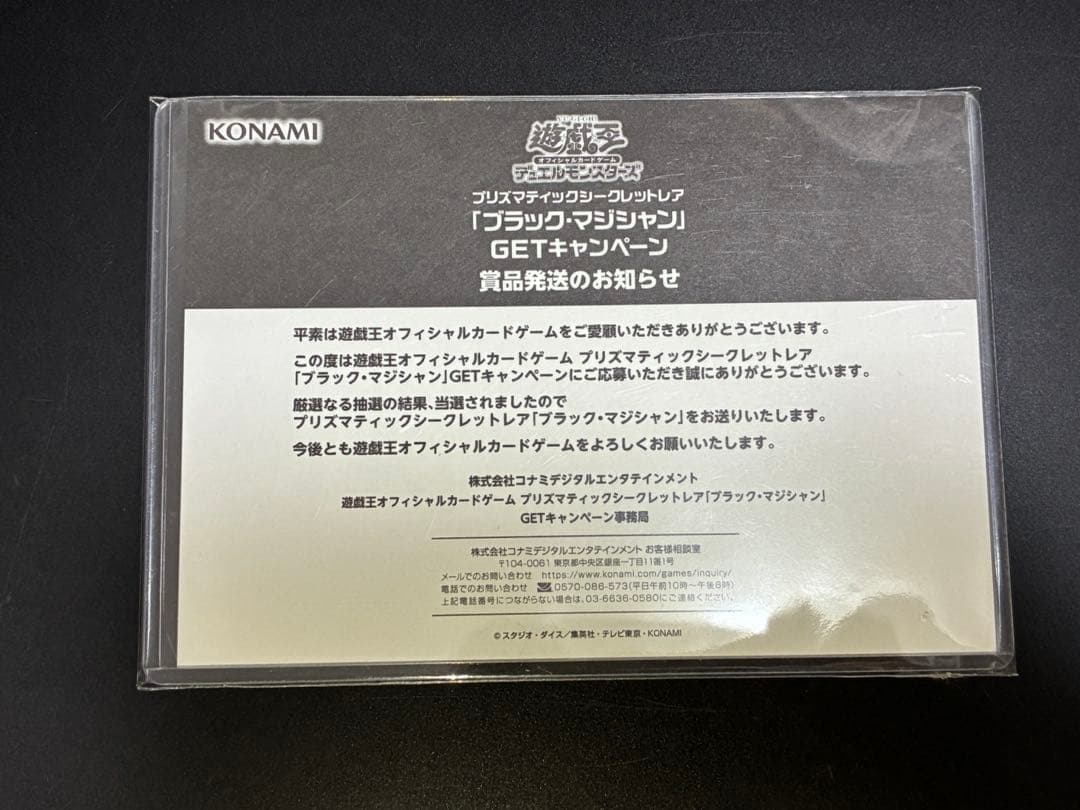 KONAMI
YU-GI-OH!
遊戯王
オフィシャルカードゲーム
デュエルモンスターズ
プリズマティックシークレットレア
「ブラック・マジシャン」
GETキャンペーン
賞品発送のお知らせ
平素は遊戯王オフィシャルカードゲームをご愛願いただきありがとうございます。
この度は遊戯王オフィシャルカードゲーム プリズマティックシークレットレア
「ブラック・マジシャン」GETキャンペーンにご応募いただき誠にありがとうございます。
厳選なる抽選の結果、当選されましたので
プリズマティックシークレットレア「ブラック・マジシャン」をお送りいたします。
今後とも遊戯王オフィシャルカードゲームをよろしくお願いいたします。
株式会社コナミデジタルエンタテインメント
遊戯王オフィシャルカードゲーム プリズマティックシークレットレア「ブラック・マジシャン」
GETキャンペーン事務局
株式会社コナミデジタルエンタテインメント お客様相談室
〒104-0061 東京都中央区銀座一丁目11番1号
メールでのお問い合わせ https://www.konami.com/games/inquiry/
電話でのお問い合わせ 0570-086-573(平日午前10時～午後6時)
上記電話番号につながらない場合は、03-6636-0580にご連絡ください。
©スタジオ・ダイス／集英社・テレビ東京・KONAMI